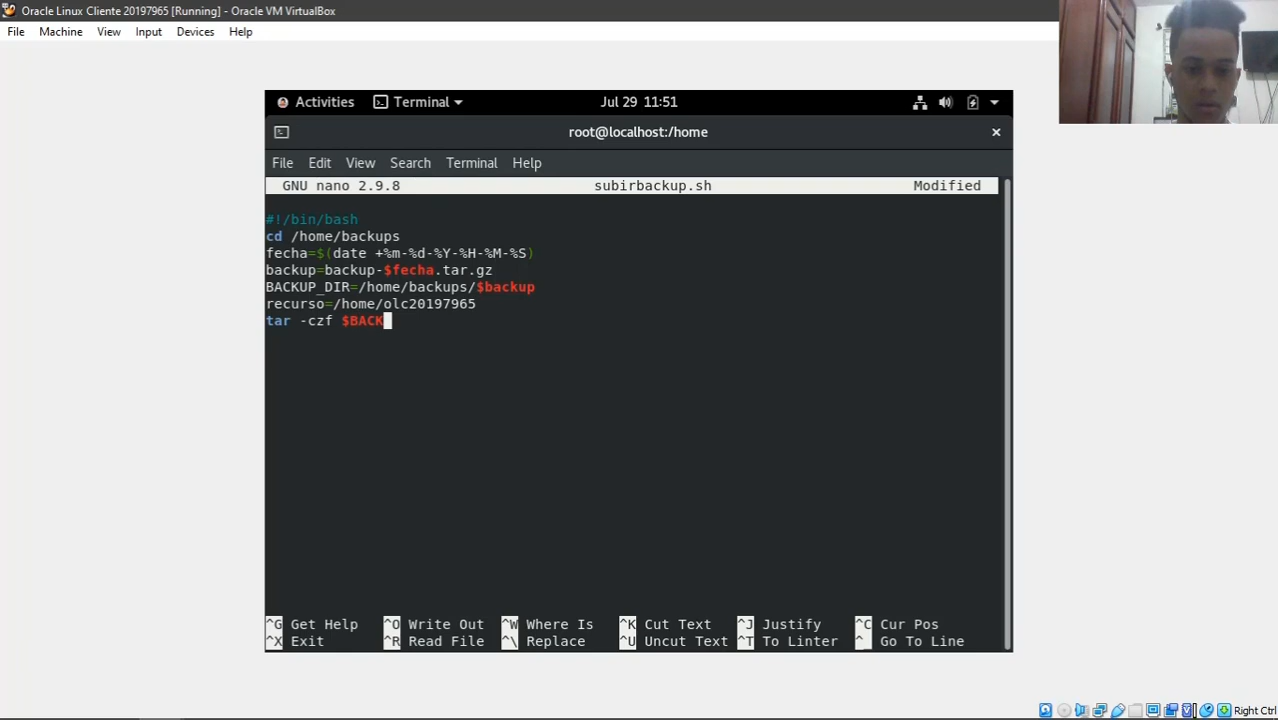 Oracle Linux Cliente 20197965 [Running] - Oracle VM VirtualBox
File Machine View Input Devices Help
Activities Terminal Jul 29 11:51
root@localhost:/home
File Edit View Search Terminal Help
GNU nano 2.9.8 subirbackup.sh Modified
#!/bin/bash
cd /home/backups
fecha=$(date +%m-%d-%Y-%H-%M-%S)
backup=backup-$fecha.tar.gz
BACKUP_DIR=/home/backups/$backup
recurso=/home/olc20197965
tar -czf $BACK
^G Get Help ^O Write Out ^W Where Is ^K Cut Text ^J Justify ^C Cur Pos
^X Exit ^R Read File ^\ Replace ^U Uncut Text ^T To Linter ^_ Go To Line
Right Ctrl